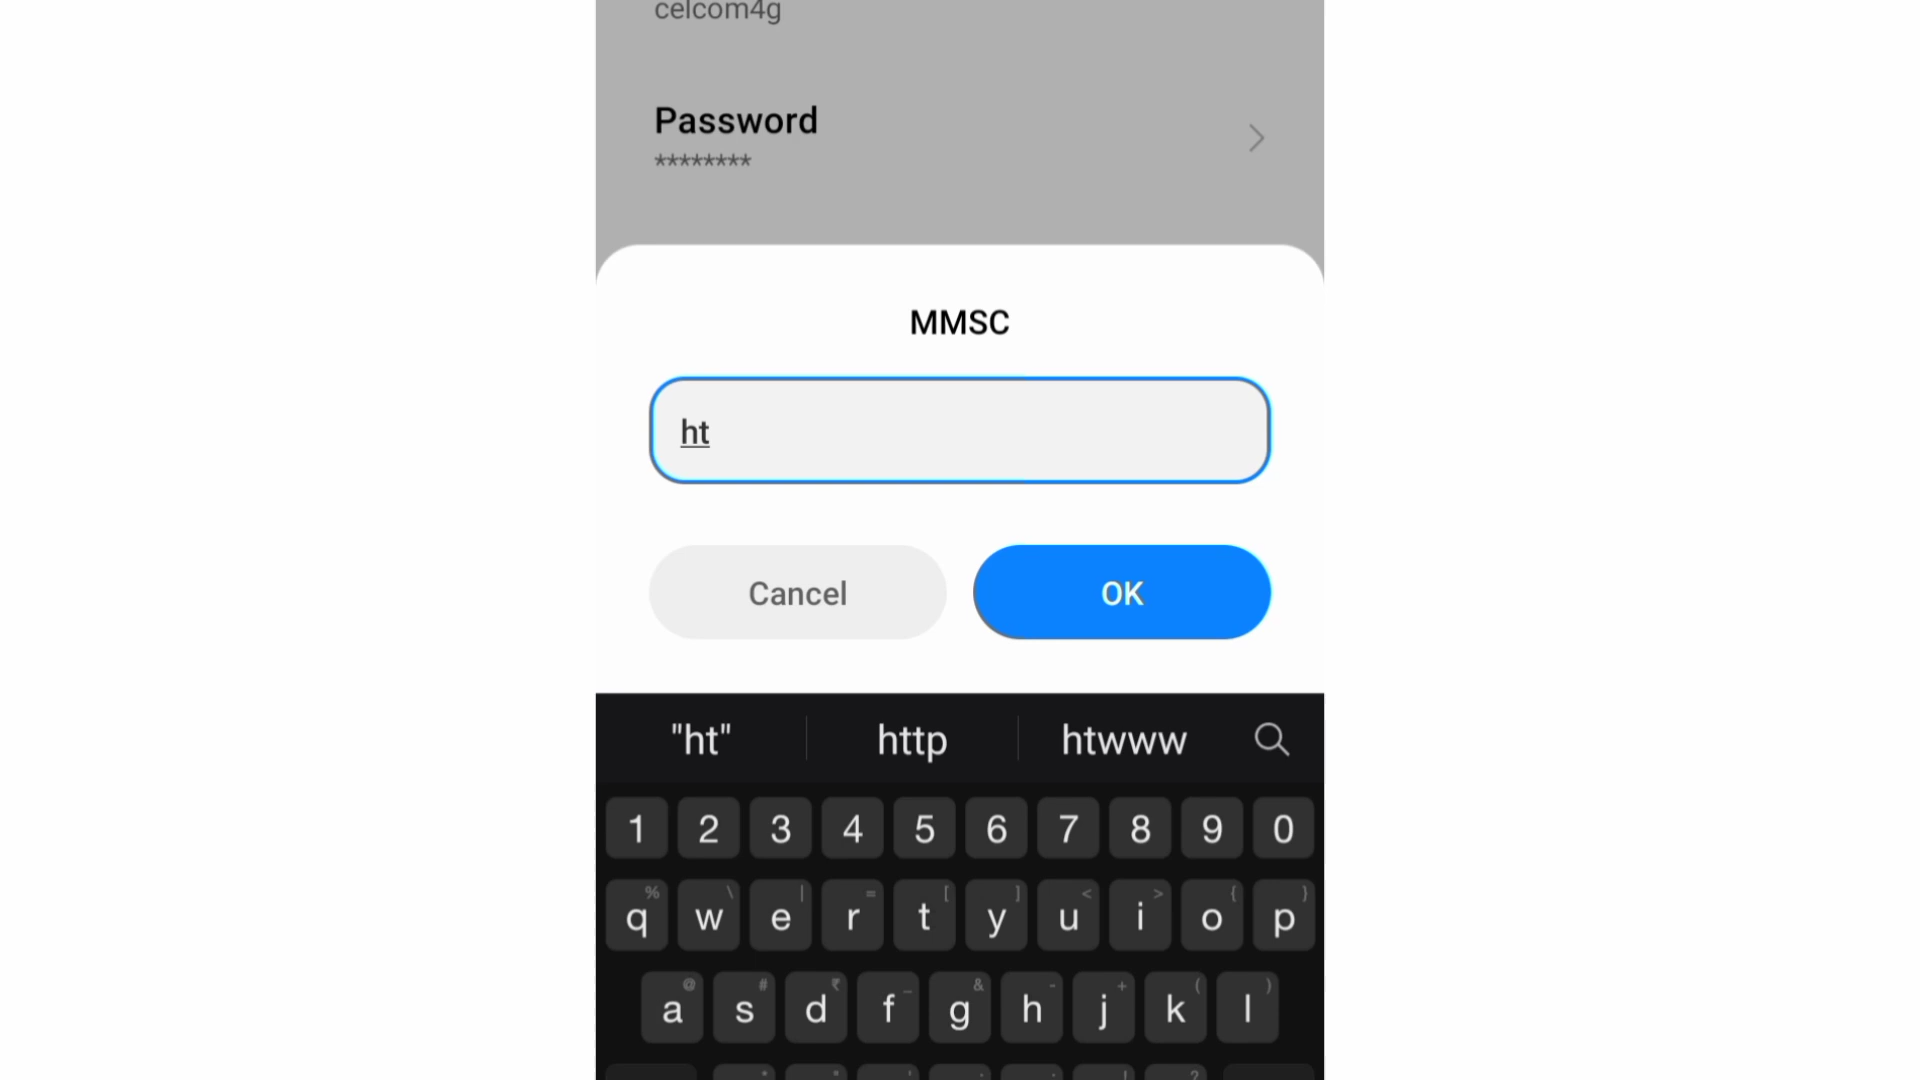 celcom4g
Password
********
MMSC
ht
Cancel
OK
"ht" http htwww
1 2 3 4 5 6 7 8 9 0
% \ | = [ ] < > { }
q w e r t y u i o p
@ # ₹ _ & - + ( )
a s d f g h j k l
* " ' : ; ! ?